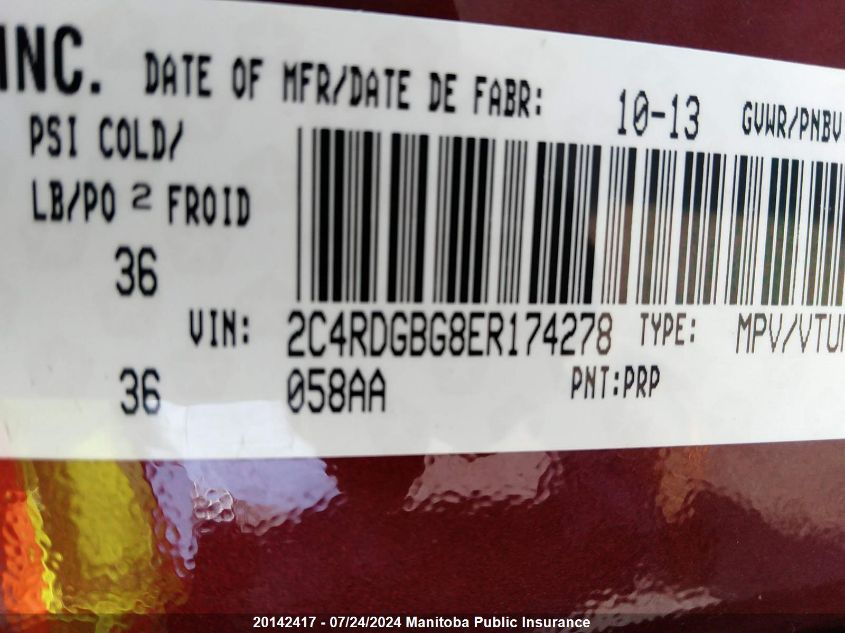 INC. DATE OF MFR/DATE DE FABR: 10-13 GVWR/PNBV
PSI COLD/
LB/PO 2 FROID
36
VIN: 2C4RDGBG8ER174278 TYPE: MPV/VTUM
36 058AA PNT:PRP
20142417 - 07/24/2024 Manitoba Public Insurance